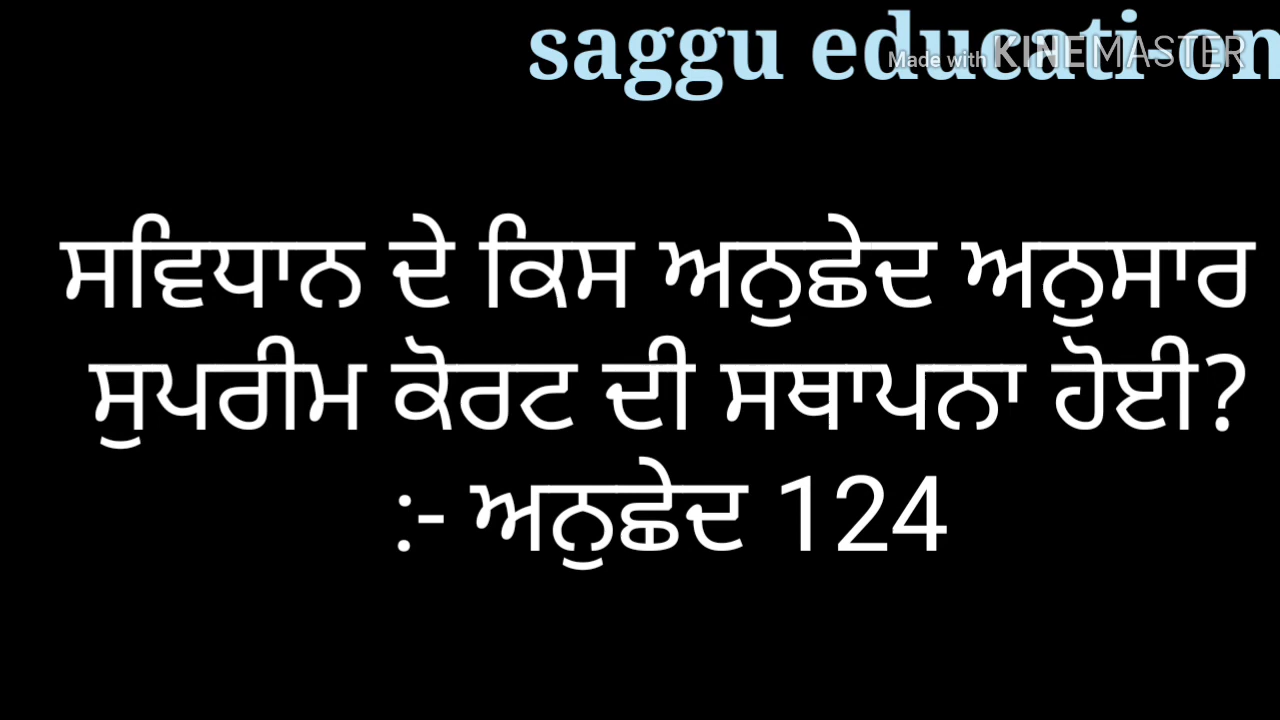 saggu educati-on
Made with KINEMASTER
ਸਵਿਧਾਨ ਦੇ ਕਿਸ ਅਨੁਛੇਦ ਅਨੁਸਾਰ
ਸੁਪਰੀਮ ਕੋਰਟ ਦੀ ਸਥਾਪਨਾ ਹੋਈ?
:- ਅਨੁਛੇਦ 124